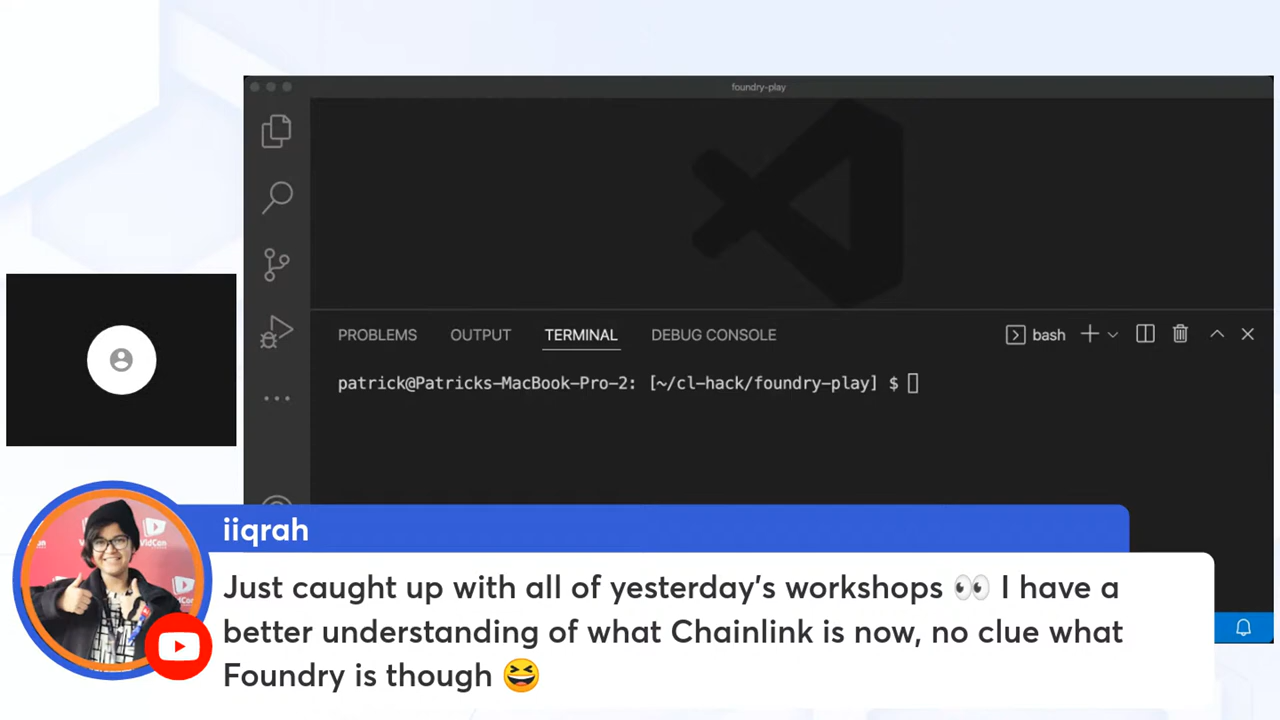 foundry-play
PROBLEMS OUTPUT TERMINAL DEBUG CONSOLE bash
patrick@Patricks-MacBook-Pro-2: [~/cl-hack/foundry-play] $
VidCon
iiqrah
Just caught up with all of yesterday's workshops 👀 I have a
better understanding of what Chainlink is now, no clue what
Foundry is though 😆